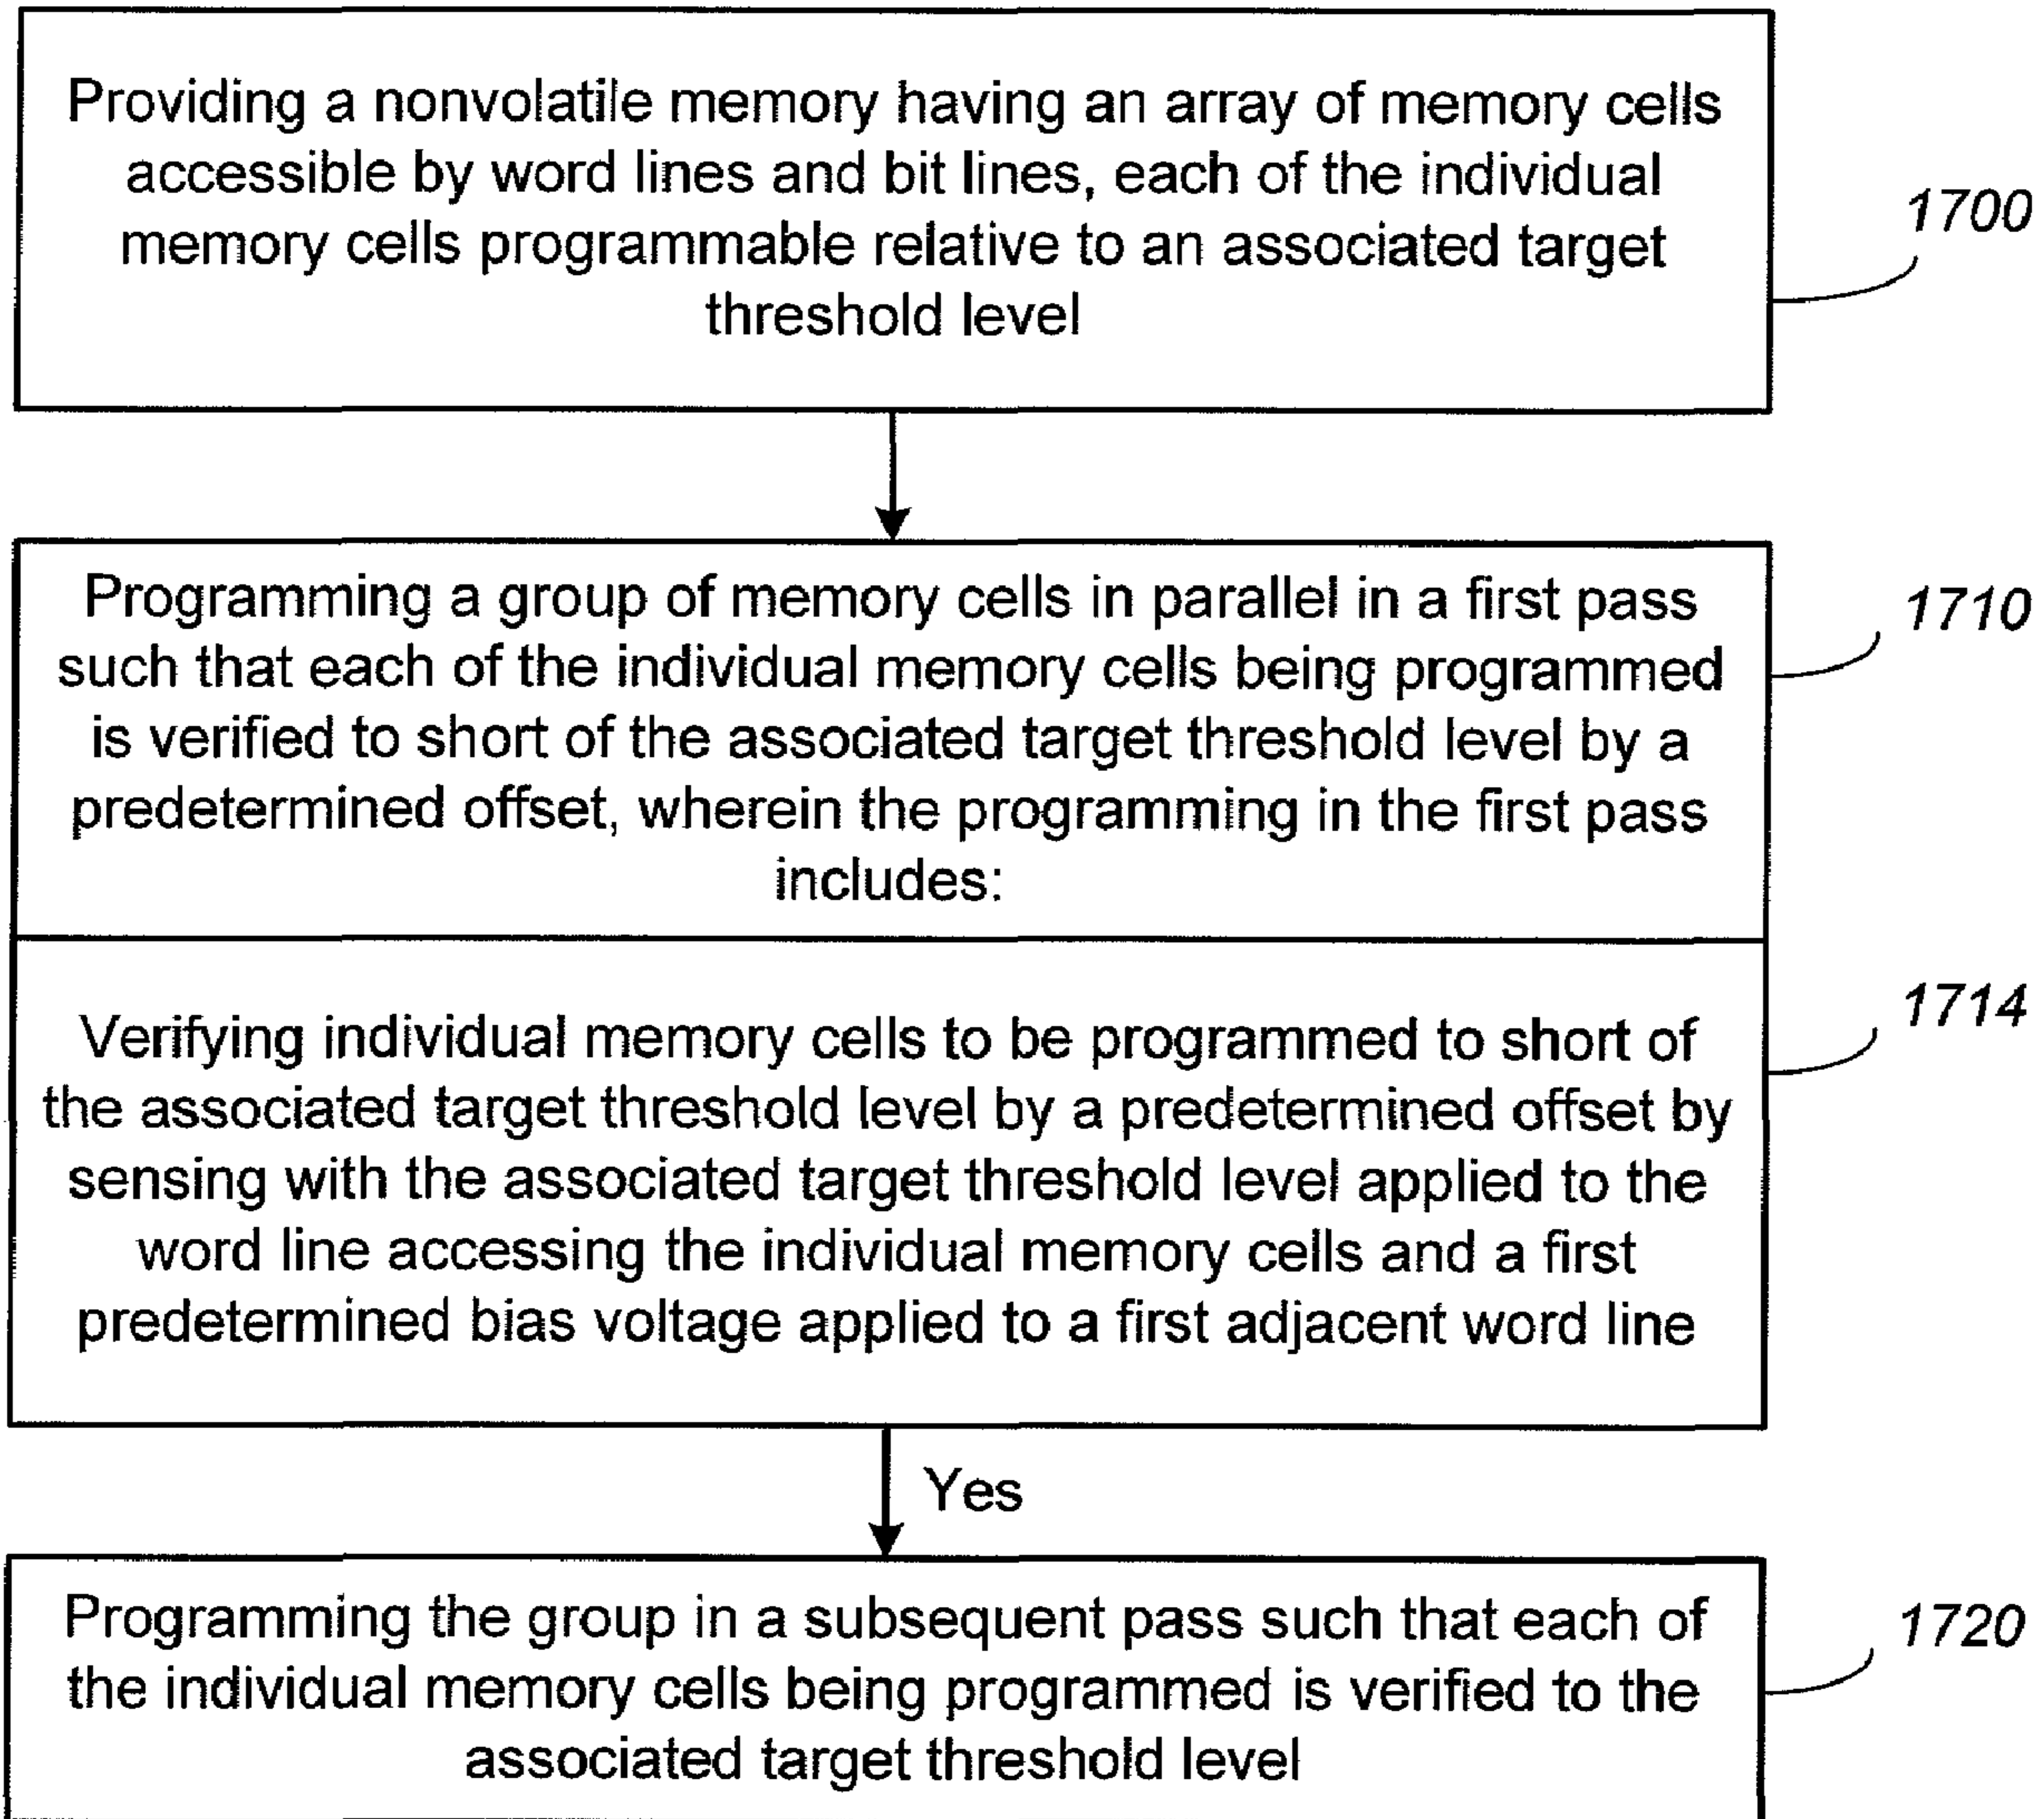 Providing a nonvolatile memory having an array of memory cells
accessible by word lines and bit lines, each of the individual
memory cells programmable relative to an associated target
threshold level
1700
Programming a group of memory cells in parallel in a first pass
such that each of the individual memory cells being programmed
is verified to short of the associated target threshold level by a
predetermined offset, wherein the programming in the first pass
includes:
1710
Verifying individual memory cells to be programmed to short of
the associated target threshold level by a predetermined offset by
sensing with the associated target threshold level applied to the
word line accessing the individual memory cells and a first
predetermined bias voltage applied to a first adjacent word line
1714
Yes
Programming the group in a subsequent pass such that each of
the individual memory cells being programmed is verified to the
associated target threshold level
1720